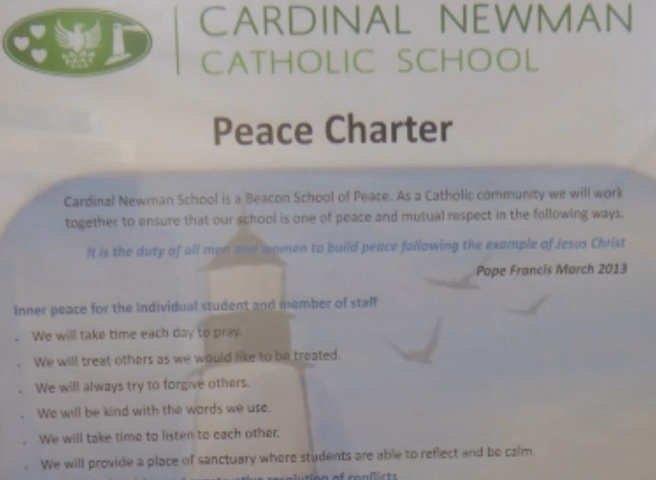 CARDINAL NEWMAN
CATHOLIC SCHOOL
Peace Charter
Cardinal Newman School is a Beacon School of Peace. As a Catholic community we will work
together to ensure that our school is one of peace and mutual respect in the following ways.
It is the duty of all men and women to build peace following the example of Jesus Christ
Pope Francis March 2013
Inner peace for the individual student and member of staff
. We will take time each day to pray.
. We will treat others as we would like to be treated.
. We will always try to forgive others.
. We will be kind with the words we use.
. We will take time to listen to each other.
. We will provide a place of sanctuary where students are able to reflect and be calm.
resolution of conflicts